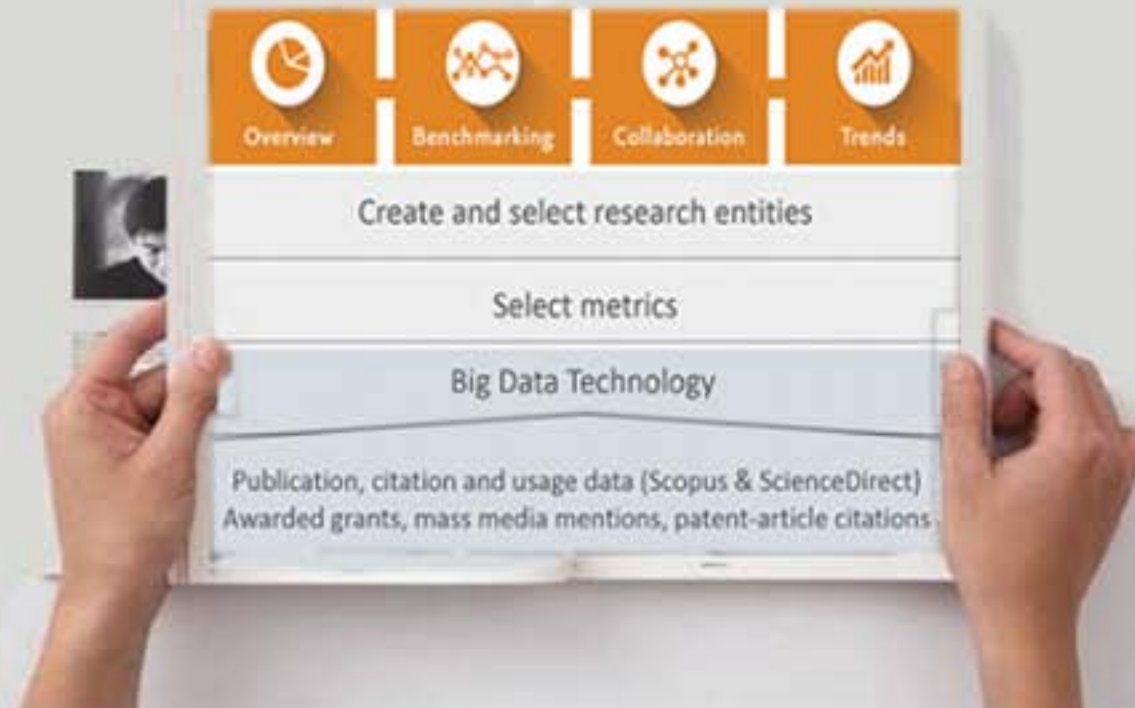 Overview
Benchmarking
Collaboration
Trends
Create and select research entities
Select metrics
Big Data Technology
Publication, citation and usage data (Scopus & ScienceDirect)
Awarded grants, mass media mentions, patent-article citations